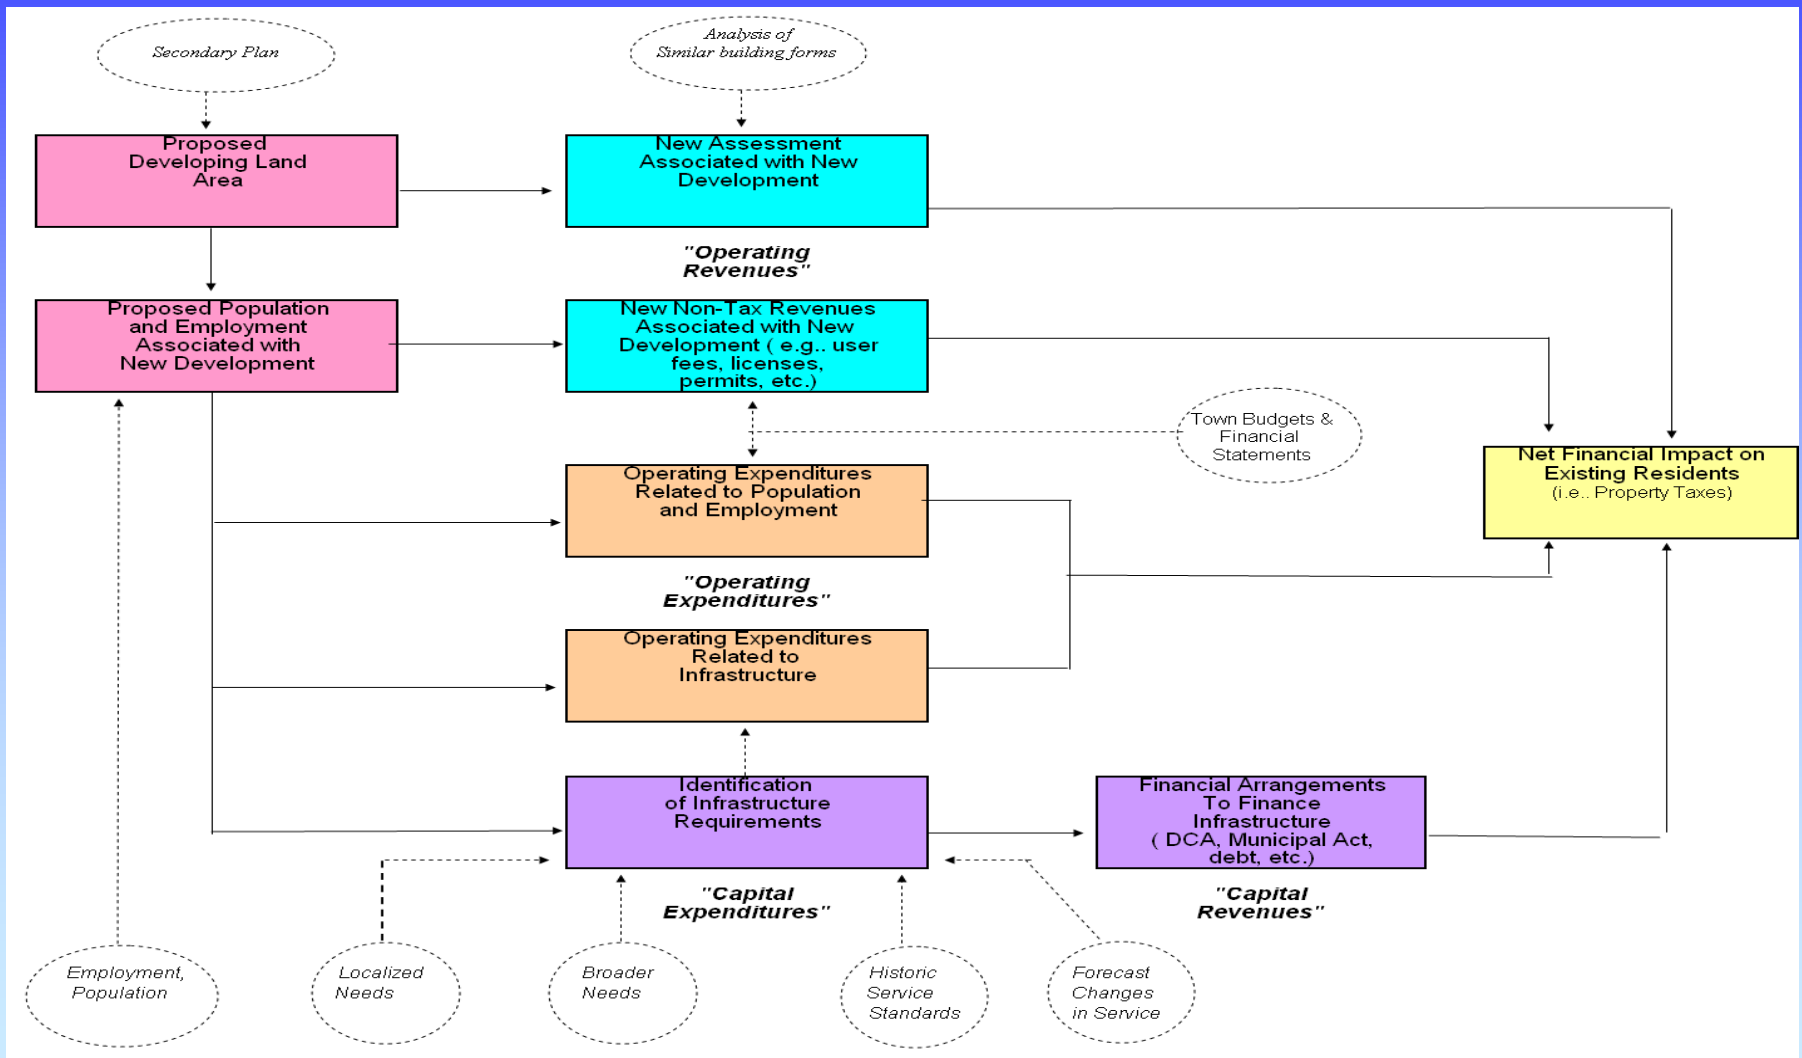 Secondary Plan
Analysis of
Similar building forms
Proposed
Developing Land
Area
New Assessment
Associated with New
Development
"Operating
Revenues"
Proposed Population
and Employment
Associated with
New Development
New Non-Tax Revenues
Associated with New
Development ( e.g.. user
fees, licenses,
permits, etc.)
Town Budgets &
Financial
Statements
Operating Expenditures
Related to Population
and Employment
Net Financial Impact on
Existing Residents
(i.e.. Property Taxes)
"Operating
Expenditures"
Operating Expenditures
Related to
Infrastructure
Identification
of Infrastructure
Requirements
Financial Arrangements
To Finance
Infrastructure
( DCA, Municipal Act,
debt, etc.)
"Capital
Expenditures"
"Capital
Revenues"
Employment,
Population
Localized
Needs
Broader
Needs
Historic
Service
Standards
Forecast
Changes
in Service